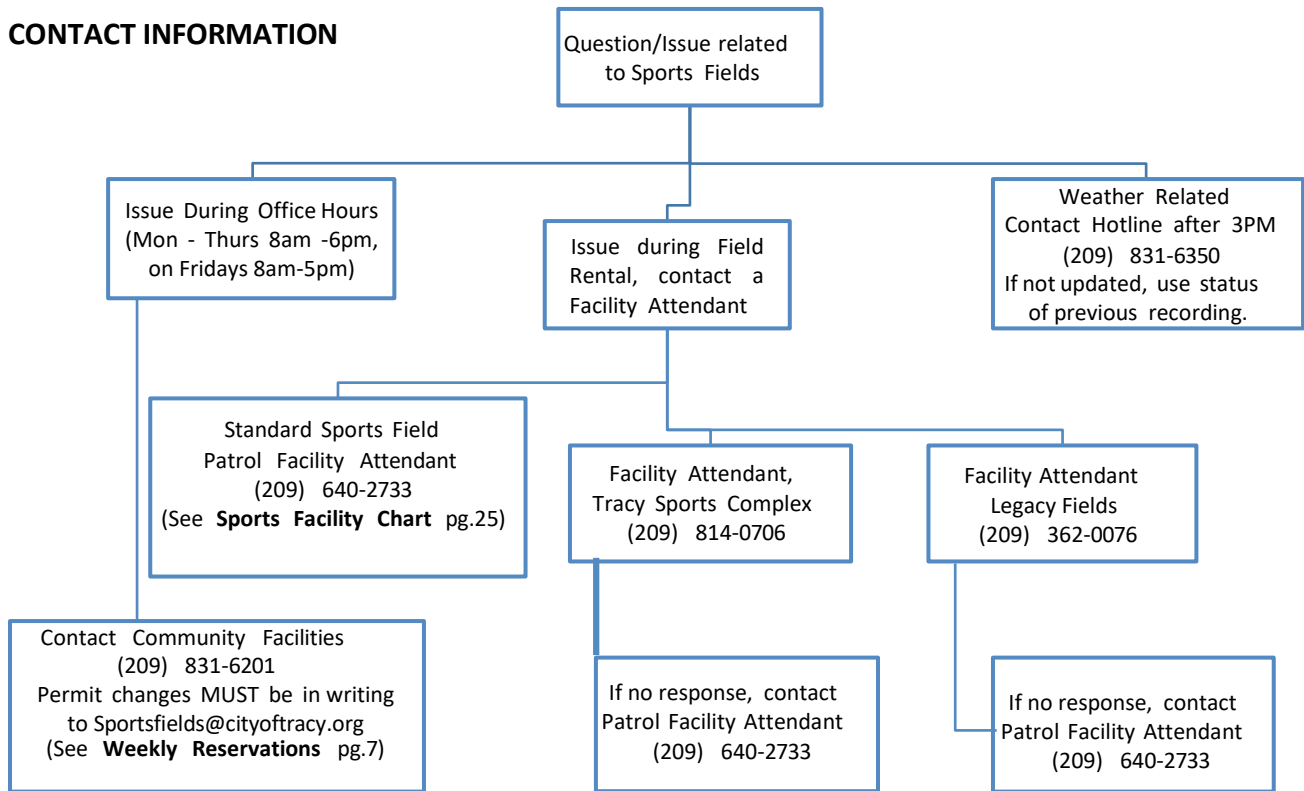 CONTACT INFORMATION
Question/Issue related
to Sports Fields
Issue During Office Hours
(Mon - Thurs 8am -6pm,
on Fridays 8am-5pm)
Issue during Field
Rental, contact a
Facility Attendant
Weather Related
Contact Hotline after 3PM
(209) 831-6350
If not updated, use status
of previous recording.
Standard Sports Field
Patrol Facility Attendant
(209) 640-2733
(See Sports Facility Chart pg.25)
Facility Attendant,
Tracy Sports Complex
(209) 814-0706
Facility Attendant
Legacy Fields
(209) 362-0076
Contact Community Facilities
(209) 831-6201
Permit changes MUST be in writing
to Sportsfields@cityoftracy.org
(See Weekly Reservations pg.7)
If no response, contact
Patrol Facility Attendant
(209) 640-2733
If no response, contact
Patrol Facility Attendant
(209) 640-2733